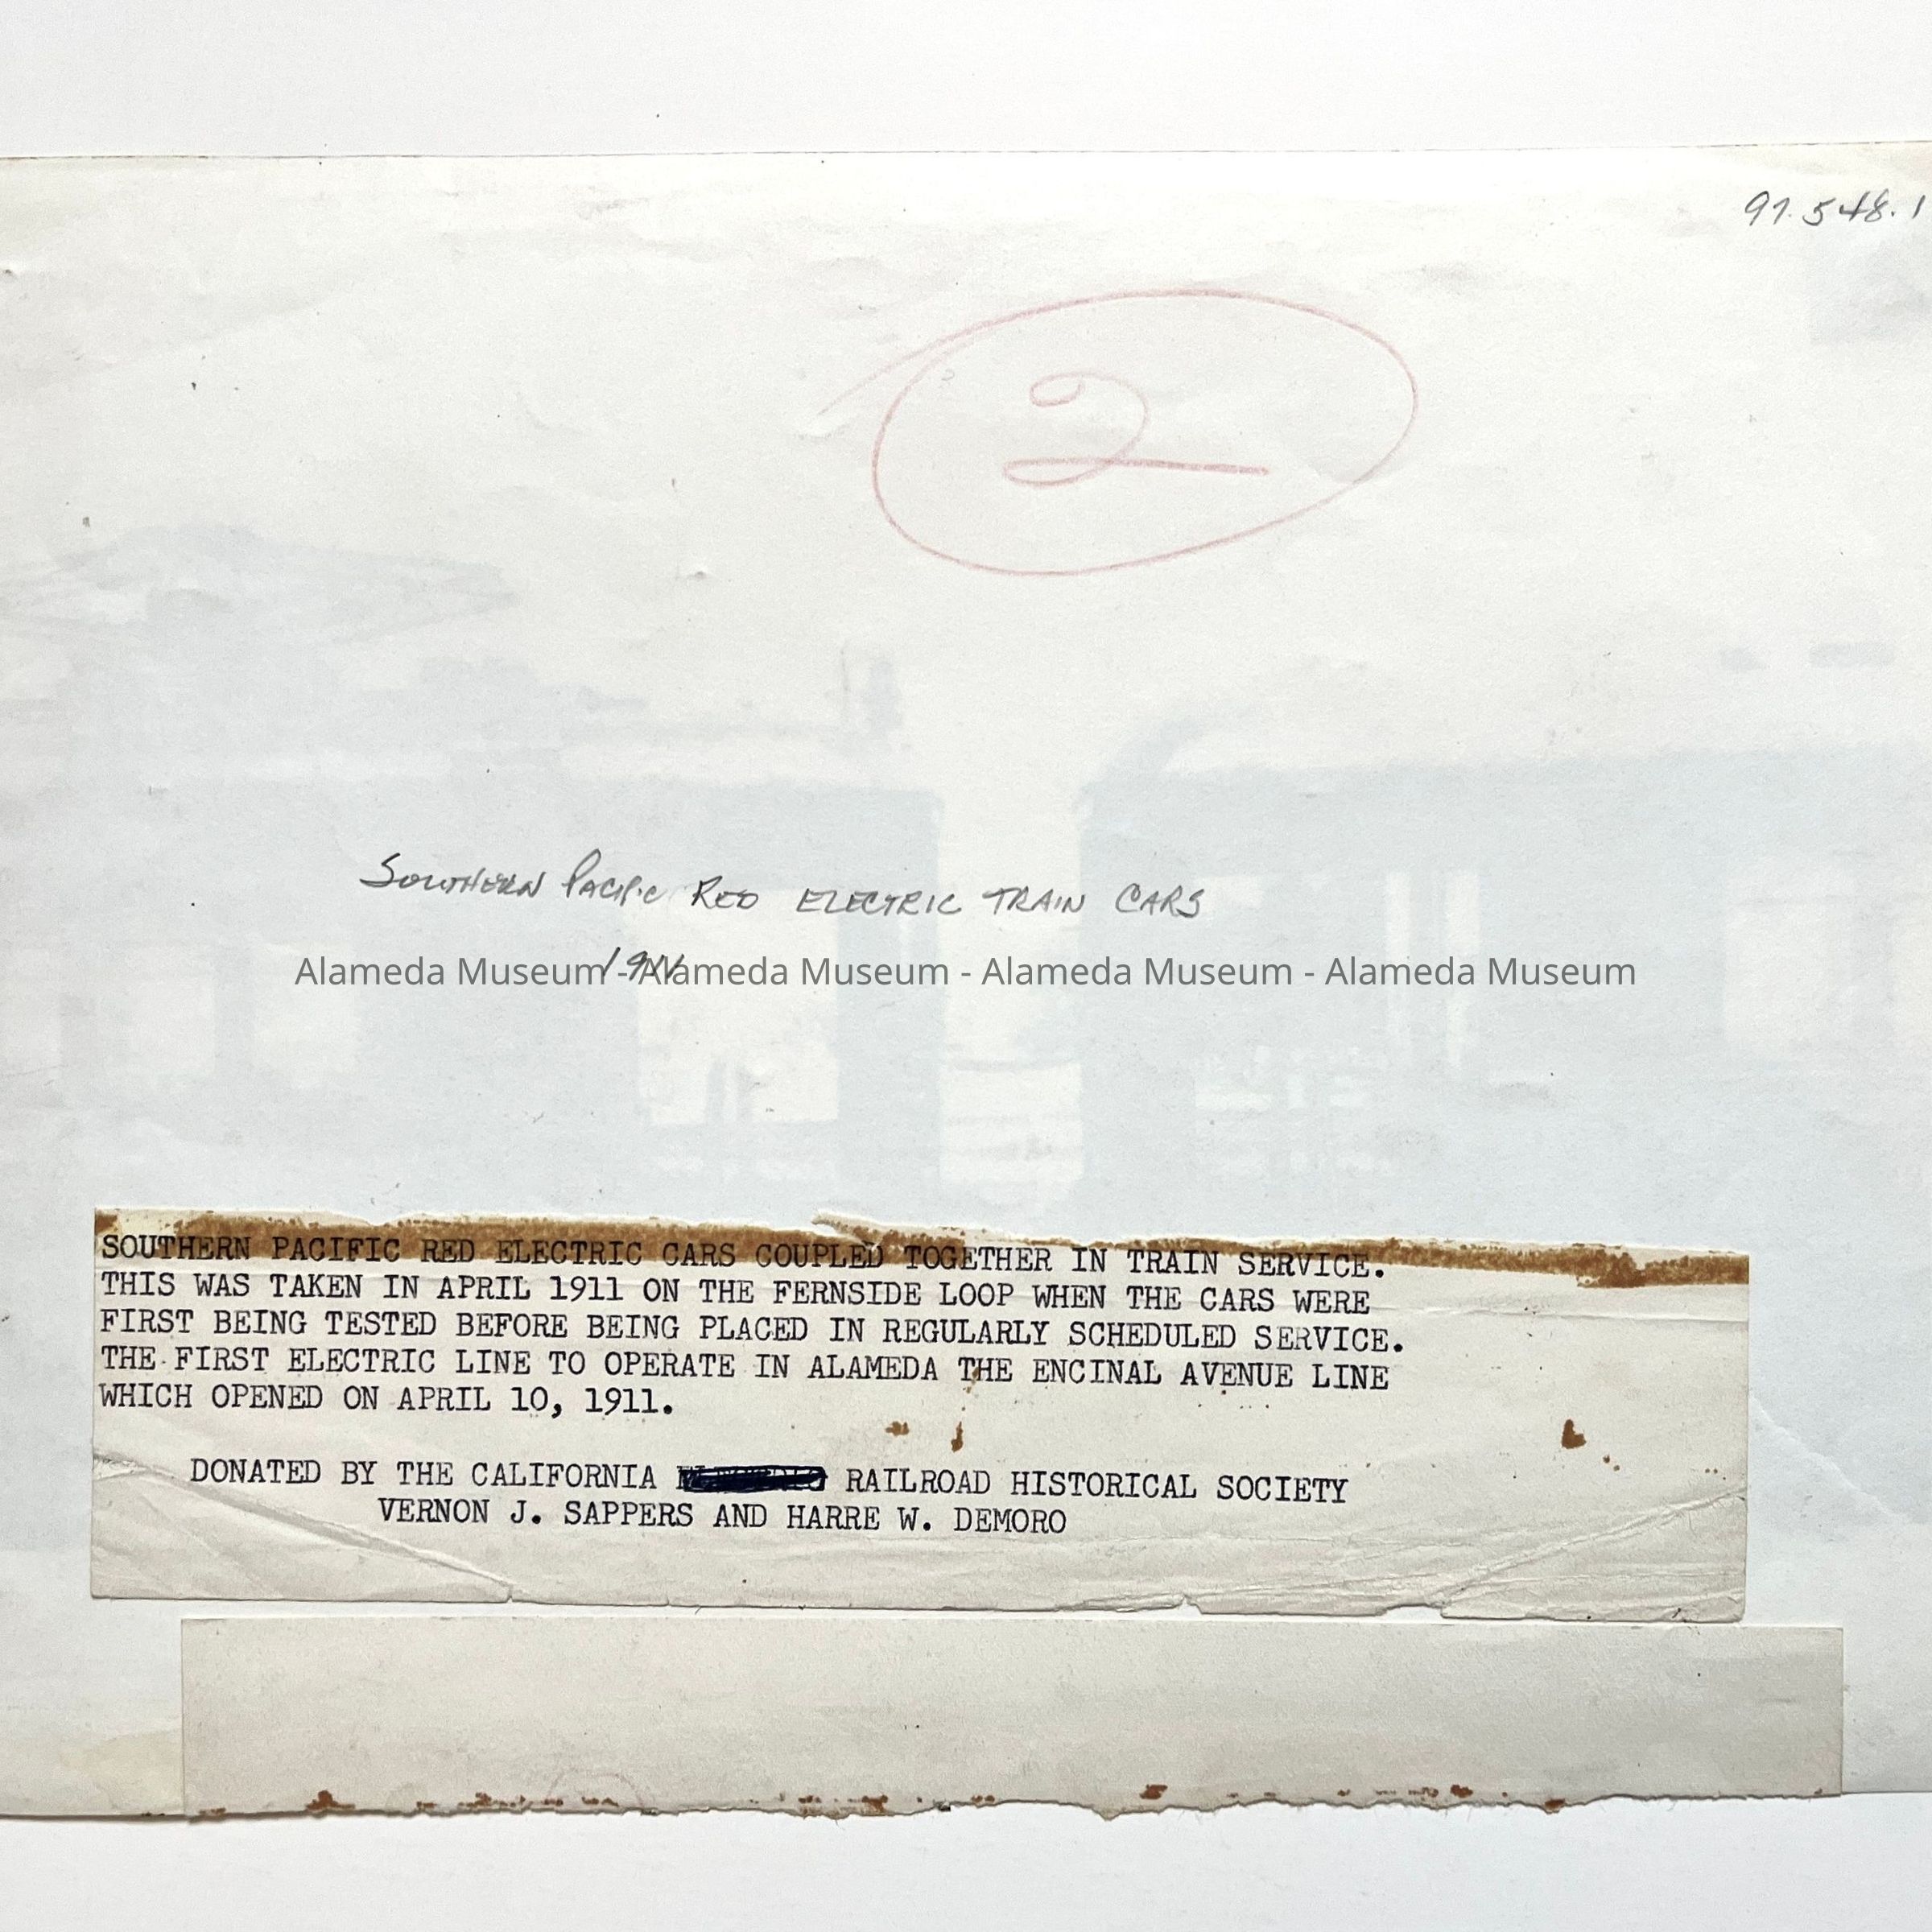 97.548.1
2
SOUTHERN PACIFIC RED ELECTRIC TRAIN CARS
1911
Alameda Museum - Alameda Museum - Alameda Museum - Alameda Museum
SOUTHERN PACIFIC RED ELECTRIC CARS COUPLED TOGETHER IN TRAIN SERVICE.
THIS WAS TAKEN IN APRIL 1911 ON THE FERNSIDE LOOP WHEN THE CARS WERE
FIRST BEING TESTED BEFORE BEING PLACED IN REGULARLY SCHEDULED SERVICE.
THE FIRST ELECTRIC LINE TO OPERATE IN ALAMEDA THE ENCINAL AVENUE LINE
WHICH OPENED ON APRIL 10, 1911.
DONATED BY THE CALIFORNIA RAILROAD HISTORICAL SOCIETY
VERNON J. SAPPERS AND HARRE W. DEMORO